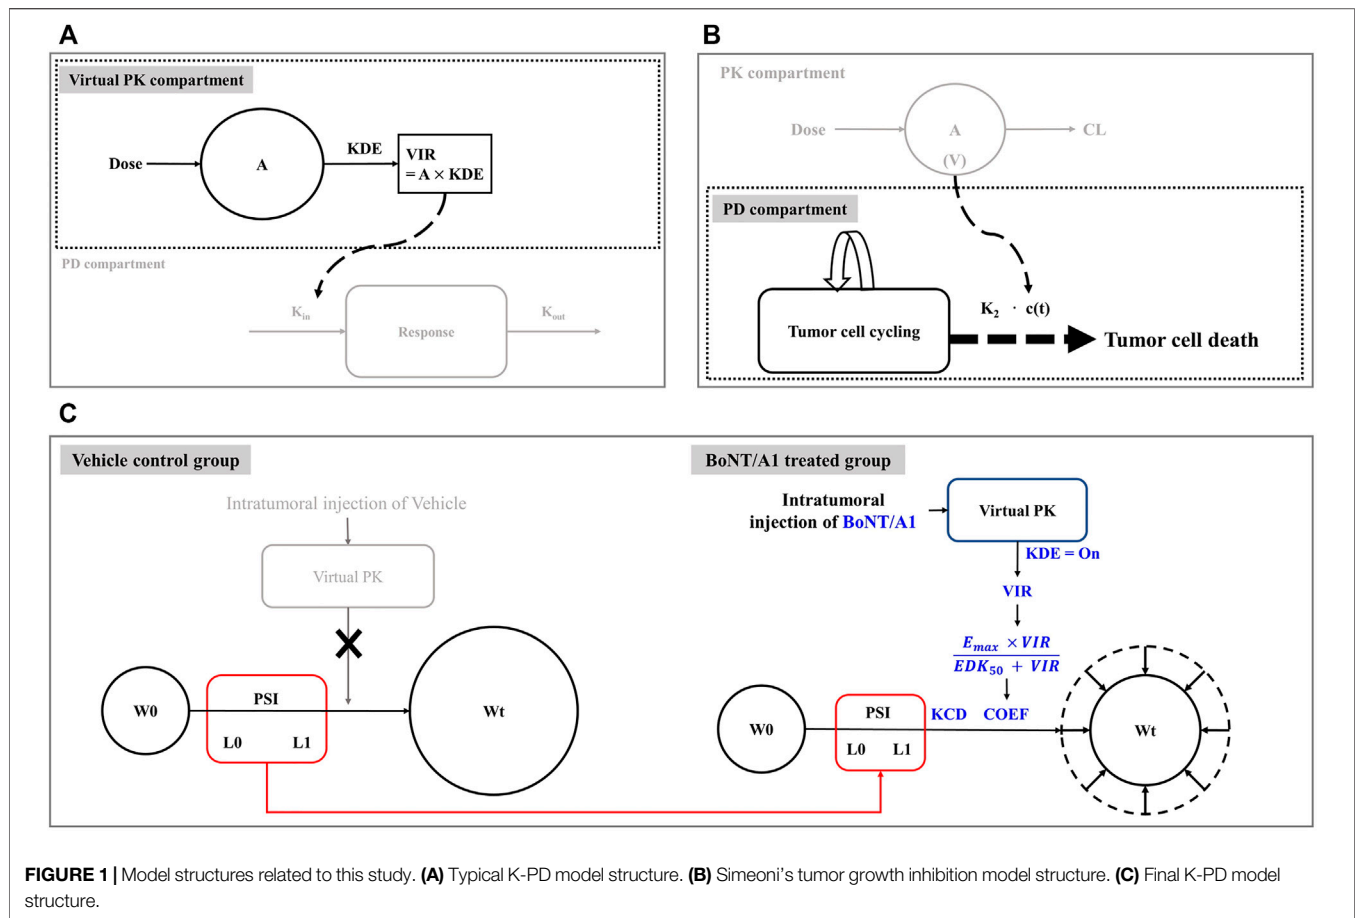 A
Virtual PK compartment
Dose
A
KDE
VIR
= A × KDE
PD compartment
K_in
Response
K_out
B
PK compartment
Dose
A
(V)
CL
PD compartment
Tumor cell cycling
K_2 · c(t)
Tumor cell death
C
Vehicle control group
Intratumoral injection of Vehicle
Virtual PK
W0
PSI
L0 L1
Wt
BoNT/A1 treated group
Intratumoral
injection of BoNT/A1
Virtual PK
KDE = On
VIR
E_max × VIR
EDK_50 + VIR
W0
PSI
L0 L1
KCD COEF
Wt
FIGURE 1 | Model structures related to this study. (A) Typical K-PD model structure. (B) Simeoni's tumor growth inhibition model structure. (C) Final K-PD model
structure.